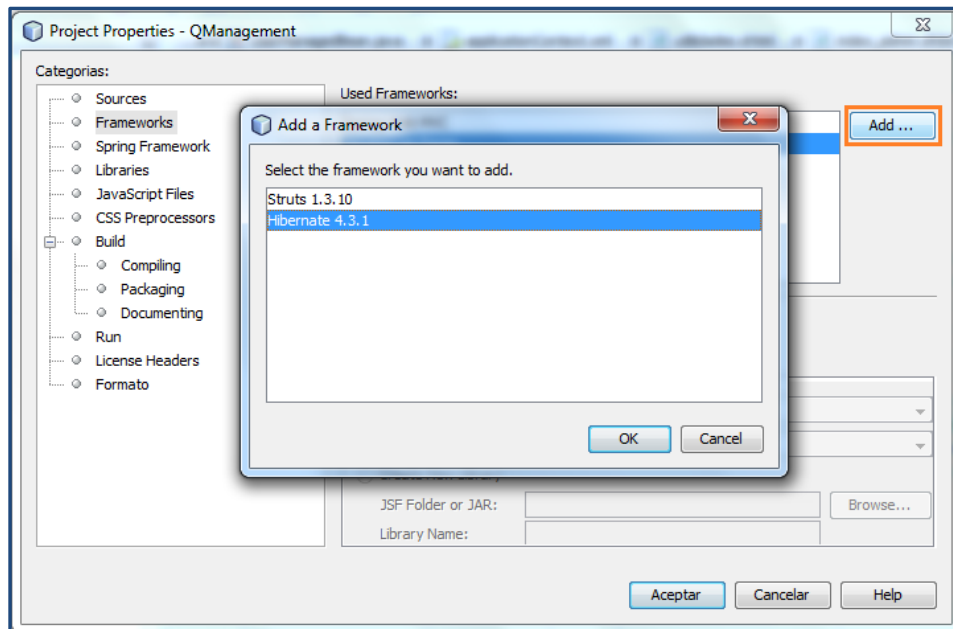 Project Properties - QManagement
Categorias:
Sources
Frameworks
Spring Framework
Libraries
JavaScript Files
CSS Preprocessors
Build
Compiling
Packaging
Documenting
Run
License Headers
Formato
Used Frameworks:
Add ...
Add a Framework
Select the framework you want to add.
Struts 1.3.10
Hibernate 4.3.1
OK
Cancel
JSF Folder or JAR:
Browse...
Library Name:
Aceptar
Cancelar
Help